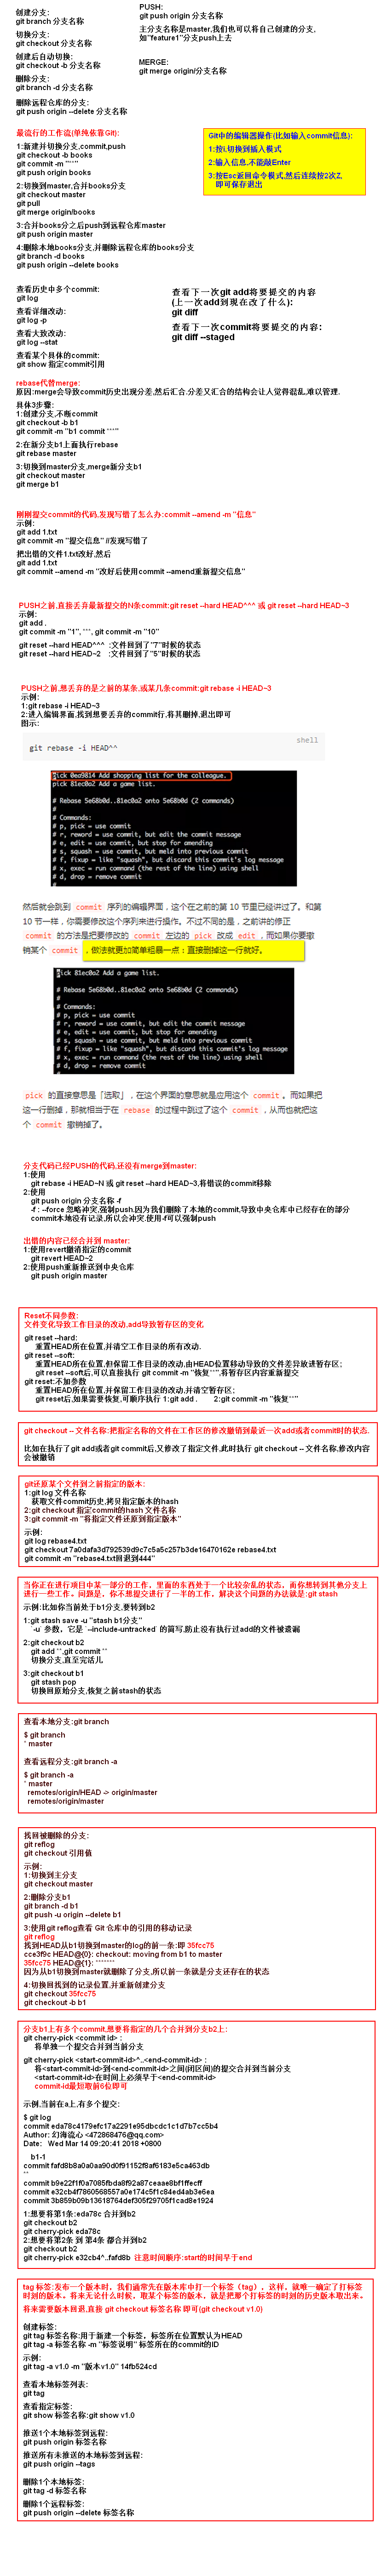 创建分支:
git branch 分支名称
切换分支:
git checkout 分支名称
创建后自动切换:
git checkout -b 分支名称
删除分支:
git branch -d 分支名称
删除远程仓库的分支:
git push origin --delete 分支名称
PUSH:
git push origin 分支名称
主分支名称是master,我们也可以将自己创建的分支,
如"feature1"分支push上去
MERGE:
git merge origin/分支名称
最流行的工作流(单纯依靠Git):
1:新建并切换分支,commit,push
git checkout -b books
git commit -m "***"
git push origin books
2:切换到master,合并books分支
git checkout master
git pull
git merge origin/books
3:合并books分之后push到远程仓库master
git push origin master
4:删除本地books分支,并删除远程仓库的books分支
git branch -d books
git push origin --delete books
Git中的编辑器操作(比如输入commit信息):
1:按i,切换到插入模式
2:输入信息,不能敲Enter
3:按Esc返回命令模式,然后连续按2次Z,
即可保存退出
查看历史中多个commit:
git log
查看详细改动:
git log -p
查看大致改动:
git log --stat
查看某个具体的commit:
git show 指定commit引用
查看下一次git add将要提交的内容
(上一次add到现在改了什么):
git diff
查看下一次commit将要提交的内容:
git diff --staged
rebase代替merge:
原因:merge会导致commit历史出现分差,然后汇合.分差又汇合的结构会让人觉得混乱,难以管理.
具体3步骤:
1:创建分支,不断commit
git checkout -b b1
git commit -m "b1 commit ***"
2:在新分支b1上面执行rebase
git rebase master
3:切换到master分支,merge新分支b1
git checkout master
git merge b1
刚刚提交commit的代码,发现写错了怎么办:commit --amend -m "信息"
示例:
git add 1.txt
git commit -m "提交信息" //发现写错了
把出错的文件1.txt改好,然后
git add 1.txt
git commit --amend -m "改好后使用commit --amend重新提交信息"
PUSH之前,直接丢弃最新提交的N条commit:git reset --hard HEAD^^^ 或 git reset --hard HEAD~3
示例:
git add .
git commit -m "1", ***, git commit -m "10"
git reset --hard HEAD^^^ :文件回到了"7"时候的状态
git reset --hard HEAD~2 :文件回到了"5"时候的状态
PUSH之前,想丢弃的是之前的某条,或某几条commit:git rebase -i HEAD~3
示例:
1:git rebase -i HEAD~3
2:进入编辑界面,找到想要丢弃的commit行,将其删掉,退出即可
图示:
shell
git rebase -i HEAD^^
pick 0ea9814 Add shopping list for the colleague.
pick 81ec0a2 Add a game list.
# Rebase 5e68b0d..81ec0a2 onto 5e68b0d (2 commands)
#
# Commands:
# p, pick = use commit
# r, reword = use commit, but edit the commit message
# e, edit = use commit, but stop for amending
# s, squash = use commit, but meld into previous commit
# f, fixup = like "squash", but discard this commit's log message
# x, exec = run command (the rest of the line) using shell
# d, drop = remove commit
然后就会跳到 commit 序列的编辑界面，这个在之前的第 10 节里已经讲过了。和第
10 节一样，你需要修改这个序列来进行操作。不过不同的是，之前讲的修正
commit 的方法是把要修改的 commit 左边的 pick 改成 edit ，而如果你要撤
销某个 commit ，做法就更加简单粗暴一点：直接删掉这一行就好。
pick 81ec0a2 Add a game list.
# Rebase 5e68b0d..81ec0a2 onto 5e68b0d (2 commands)
#
# Commands:
# p, pick = use commit
# r, reword = use commit, but edit the commit message
# e, edit = use commit, but stop for amending
# s, squash = use commit, but meld into previous commit
# f, fixup = like "squash", but discard this commit's log message
# x, exec = run command (the rest of the line) using shell
# d, drop = remove commit
pick 的直接意思是「选取」，在这个界面的意思就是应用这个 commit 。而如果把
这一行删掉，那就相当于在 rebase 的过程中跳过了这个 commit ，从而也就把这
个 commit 撤销掉了。
分支代码已经PUSH的代码,还没有merge到master:
1:使用
git rebase -i HEAD~N 或 git reset --hard HEAD~3,将错误的commit移除
2:使用
git push origin 分支名称 -f
-f : --force 忽略冲突,强制push.因为我们删除了本地的commit,导致中央仓库中已经存在的部分
commit本地没有记录,所以会冲突.使用-f可以强制push
出错的内容已经合并到 master:
1:使用revert撤消指定的commit
git revert HEAD~2
2:使用push重新推送到中央仓库
git push origin master
Reset不同参数:
文件变化导致工作目录的改动,add导致暂存区的变化
git reset --hard:
重置HEAD所在位置,并清空工作目录的所有改动.
git reset --soft:
重置HEAD所在位置,但保留工作目录的改动,由HEAD位置移动导致的文件差异放进暂存区;
git reset --soft后,可以直接执行 git commit -m "恢复**",将暂存区内容重新提交
git reset:不加参数
重置HEAD所在位置,并保留工作目录的改动,并清空暂存区;
git reset后,如果需要恢复,可顺序执行 1:git add . 2:git commit -m "恢复**"
git checkout -- 文件名称:把指定名称的文件在工作区的修改撤销到最近一次add或者commit时的状态.
比如在执行了git add或者git commit后,又修改了指定文件,此时执行 git checkout -- 文件名称,修改内容
会被撤销
git还原某个文件到之前指定的版本:
1:git log 文件名称
获取文件commit历史,拷贝指定版本的hash
2:git checkout 指定commit的hash 文件名称
3:git commit -m "将指定文件还原到指定版本"
示例:
git log rebase4.txt
git checkout 7a0dafa3d792539d9c7c5a5c257b3de16470162e rebase4.txt
git commit -m "rebase4.txt回退到444"
当你正在进行项目中某一部分的工作，里面的东西处于一个比较杂乱的状态，而你想转到其他分支上
进行一些工作。问题是，你不想提交进行了一半的工作，解决这个问题的办法就是:git stash
示例:比如你当前处于b1分支,要转到b2
1:git stash save -u "stash b1分支"
`-u` 参数，它是 `--include-untracked` 的简写,防止没有执行过add的文件被遗漏
2:git checkout b2
git add **,git commit **
切换分支,直至完活儿
3:git checkout b1
git stash pop
切换回原始分支,恢复之前stash的状态
查看本地分支:git branch
$ git branch
* master
查看远程分支:git branch -a
$ git branch -a
* master
remotes/origin/HEAD -> origin/master
remotes/origin/master
找回被删除的分支:
git reflog
git checkout 引用值
示例:
1:切换到主分支
git checkout master
2:删除分支b1
git branch -d b1
git push -u origin --delete b1
3:使用git reflog查看 Git 仓库中的引用的移动记录
git reflog
找到HEAD从b1切换到master的log的前一条:即 35fcc75
cce3f9c HEAD@{0}: checkout: moving from b1 to master
35fcc75 HEAD@{1}: *******
因为从b1切换到master就删除了分支,所以前一条就是分支还存在的状态
4:切换回找到的记录位置,并重新创建分支
git checkout 35fcc75
git checkout -b b1
分支b1上有多个commit,想要将指定的几个合并到分支b2上:
git cherry-pick <commit id> :
将单独一个提交合并到当前分支
git cherry-pick <start-commit-id>^..<end-commit-id> :
将<start-commit-id>到<end-commit-id>之间(闭区间)的提交合并到当前分支
<start-commit-id>在时间上必须早于<end-commit-id>
commit-id最短取前6位即可
示例,当前在a上,有多个提交:
$ git log
commit eda78c4179efc17a2291e95dbcdc1c1d7b7cc5b4
Author: 幻海流心 <472868476@qq.com>
Date: Wed Mar 14 09:20:41 2018 +0800
b1-1
commit fafd8b8a0a0aa90d0f91152f8af6183e5ca463db
**
commit b9e22f1f0a7085fbda8f92a87ceaae8bf1ffecff
commit e32cb4f7860568557a0e174c5f1c84ed4ab3e6ea
commit 3b859b09b13618764def305f29705f1cad8e1924
1:想要将第1条:eda78c 合并到b2
git checkout b2
git cherry-pick eda78c
2:想要将第2条 到 第4条 都合并到b2
git checkout b2
git cherry-pick e32cb4^..fafd8b 注意时间顺序:start的时间早于end
tag 标签:发布一个版本时，我们通常先在版本库中打一个标签（tag），这样，就唯一确定了打标签
时刻的版本。将来无论什么时候，取某个标签的版本，就是把那个打标签的时刻的历史版本取出来。
将来需要版本回退,直接 git checkout 标签名称 即可(git checkout v1.0)
创建标签:
git tag 标签名称:用于新建一个标签，标签所在位置默认为HEAD
git tag -a 标签名称 -m "标签说明" 标签所在的commit的ID
示例:
git tag -a v1.0 -m "版本v1.0" 14fb524cd
查看本地标签列表:
git tag
查看指定标签:
git show 标签名称:git show v1.0
推送1个本地标签到远程:
git push origin 标签名称
推送所有未推送的本地标签到远程:
git push origin --tags
删除1个本地标签:
git tag -d 标签名称
删除1个远程标签:
git push origin --delete 标签名称